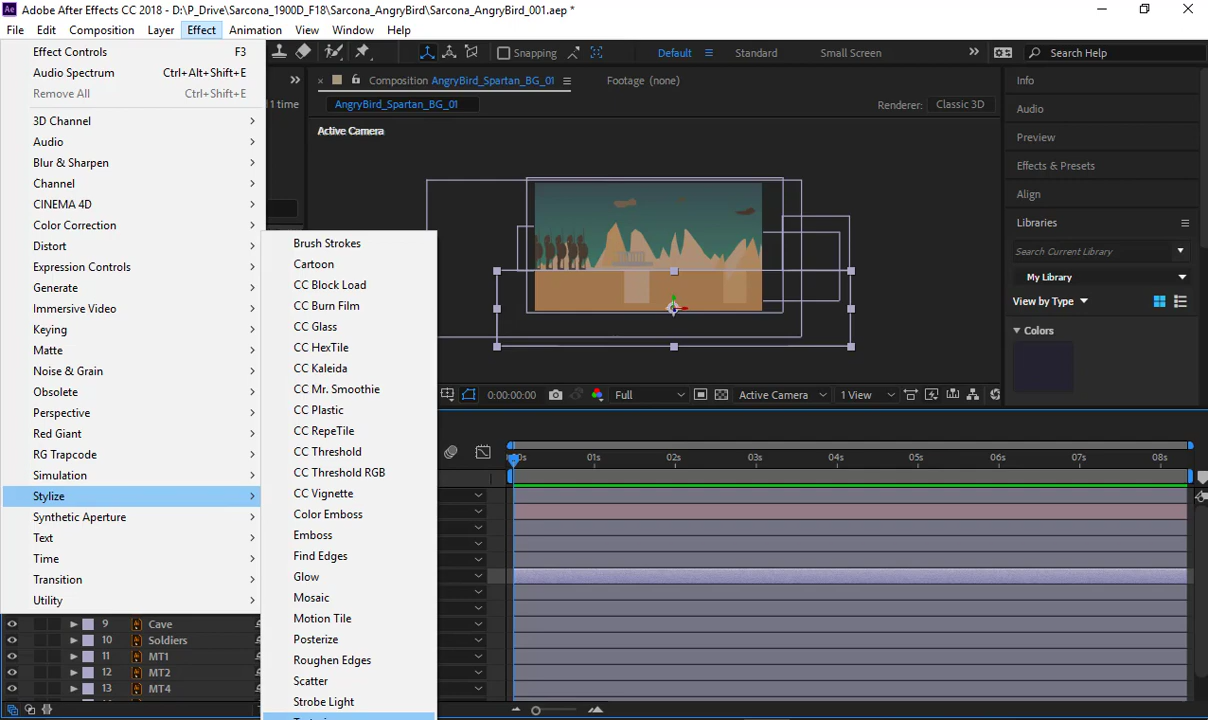 Adobe After Effects CC 2018 - D:\P_Drive\Sarcona_1900D_F18\Sarcona_AngryBird\Sarcona_AngryBird_001.aep *
File Edit Composition Layer Effect Animation View Window Help
Effect Controls F3
Audio Spectrum Ctrl+Alt+Shift+E
Remove All Ctrl+Shift+E
3D Channel
Audio
Blur & Sharpen
Channel
CINEMA 4D
Color Correction
Distort
Expression Controls
Generate
Immersive Video
Keying
Matte
Noise & Grain
Obsolete
Perspective
Red Giant
RG Trapcode
Simulation
Stylize
Synthetic Aperture
Text
Time
Transition
Utility
Brush Strokes
Cartoon
CC Block Load
CC Burn Film
CC Glass
CC HexTile
CC Kaleida
CC Mr. Smoothie
CC Plastic
CC RepeTile
CC Threshold
CC Threshold RGB
CC Vignette
Color Emboss
Emboss
Find Edges
Glow
Mosaic
Motion Tile
Posterize
Roughen Edges
Scatter
Strobe Light
Snapping
Default Standard Small Screen
Search Help
1 time
Composition AngryBird_Spartan_BG_01
Footage (none)
AngryBird_Spartan_BG_01
Renderer: Classic 3D
Active Camera
0:00:00:00 Full Active Camera 1 View
Info
Audio
Preview
Effects & Presets
Align
Libraries
Search Current Library
My Library
View by Type
Colors
01s 02s 03s 04s 05s 06s 07s 08s
9 Cave
10 Soldiers
11 MT1
12 MT2
13 MT4